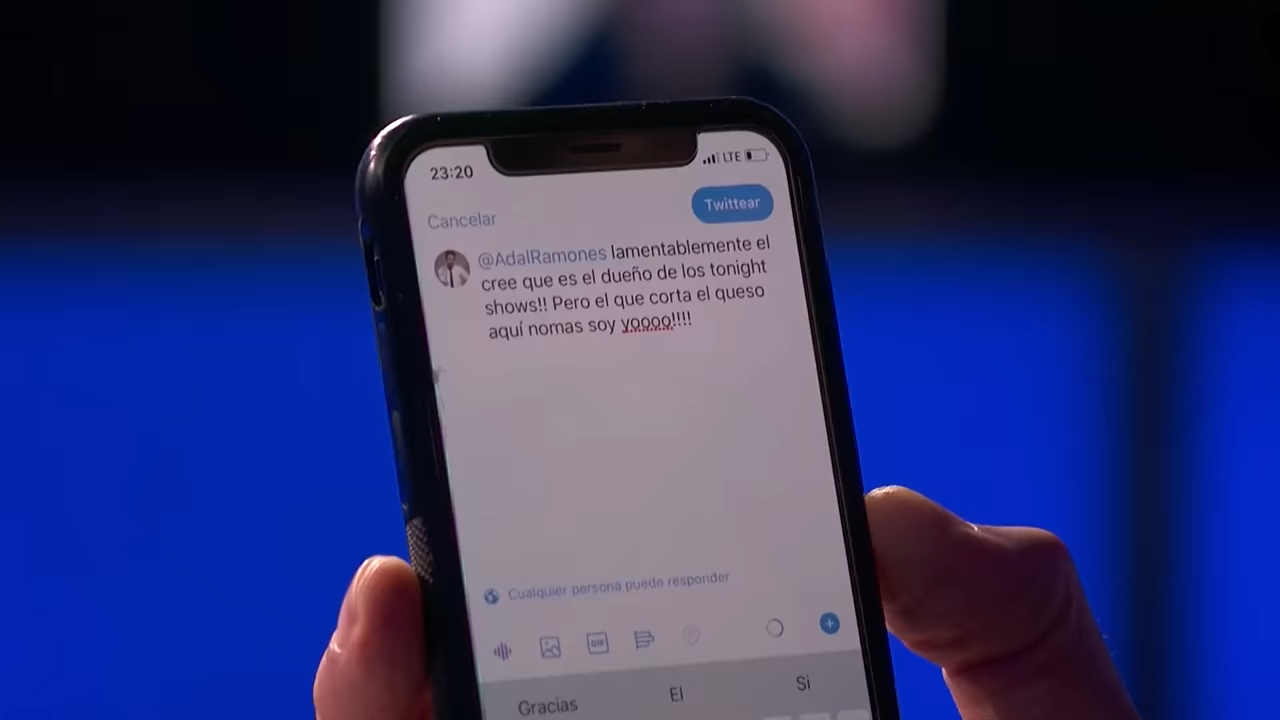 23:20
LTE
Cancelar
Twittear
@AdalRamones lamentablemente el
cree que es el dueño de los tonight
shows!! Pero el que corta el queso
aquí nomas soy yoooo!!!!
Cualquier persona puede responder
GIF
Gracias
El
Si